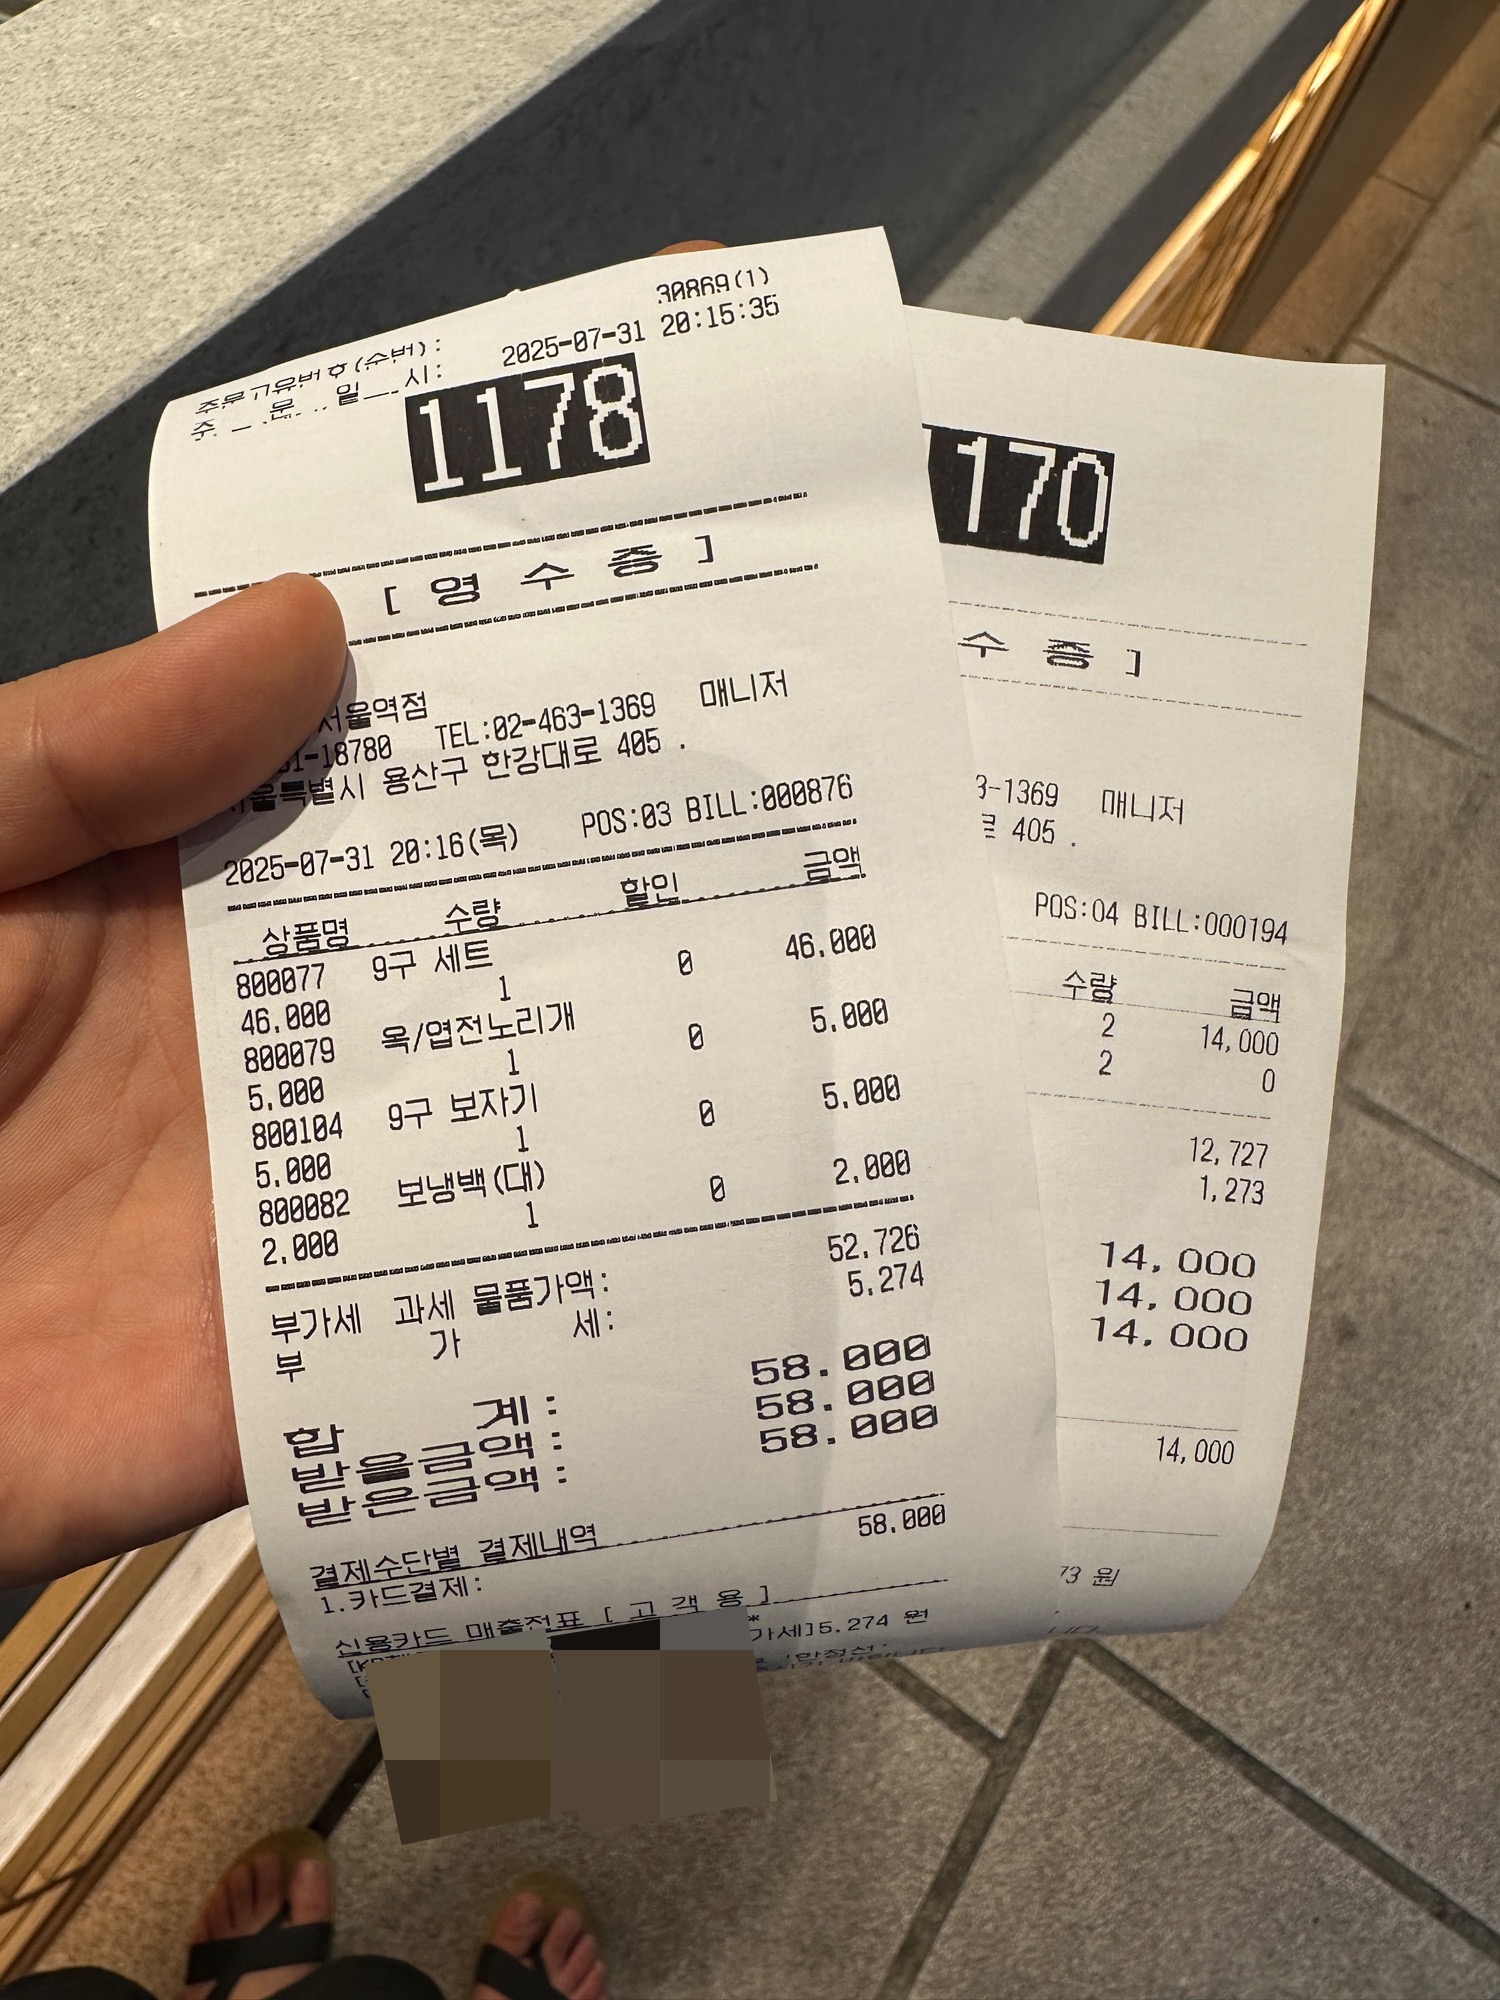 30869(1)
주문고유번호(수번):
주 문 일 시: 2025-07-31 20:15:35
1178
[ 영 수 증 ]
서울역점
-18780 TEL:02-463-1369 매니저
서울특별시 용산구 한강대로 405 .
2025-07-31 20:16(목) POS:03 BILL:000876
상품명 수량 할인 금액
800077 9구 세트
46,000 1 0 46,000
800079 옥/엽전노리개
5,000 1 0 5,000
800104 9구 보자기
5,000 1 0 5,000
800082 보냉백(대)
2,000 1 0 2,000
부가세 과세 물품가액: 52,726
부 가 세: 5,274
합 계: 58,000
받을금액: 58,000
받은금액: 58,000
결제수단별 결제내역
1.카드결제: 58,000
신용카드 매출전표 [ 고 객 용 ]
가세]5,274 원
170
수 증 ]
3-1369 매니저
로 405 .
POS:04 BILL:000194
수량 금액
2 14,000
2 0
12,727
1,273
14,000
14,000
14,000
14,000
73 원
니다.